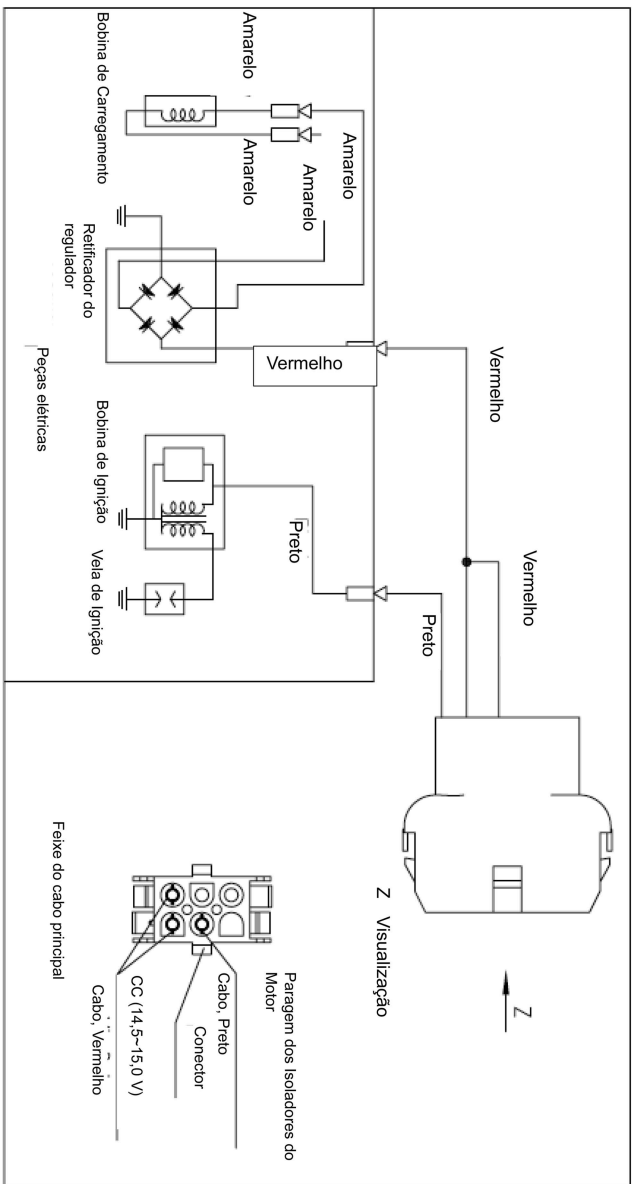 Bobina de Carregamento
Amarelo
Amarelo
Amarelo
Amarelo
Retificador do
regulador
Peças elétricas
Vermelho
Vermelho
Vermelho
Bobina de Ignição
Vela de Ignição
Preto
Preto
Z Visualização
Z
Feixe do cabo principal
Paragem dos Isoladores do
Motor
Cabo, Preto
Conector
CC (14,5~15,0 V)
Cabo, Vermelho